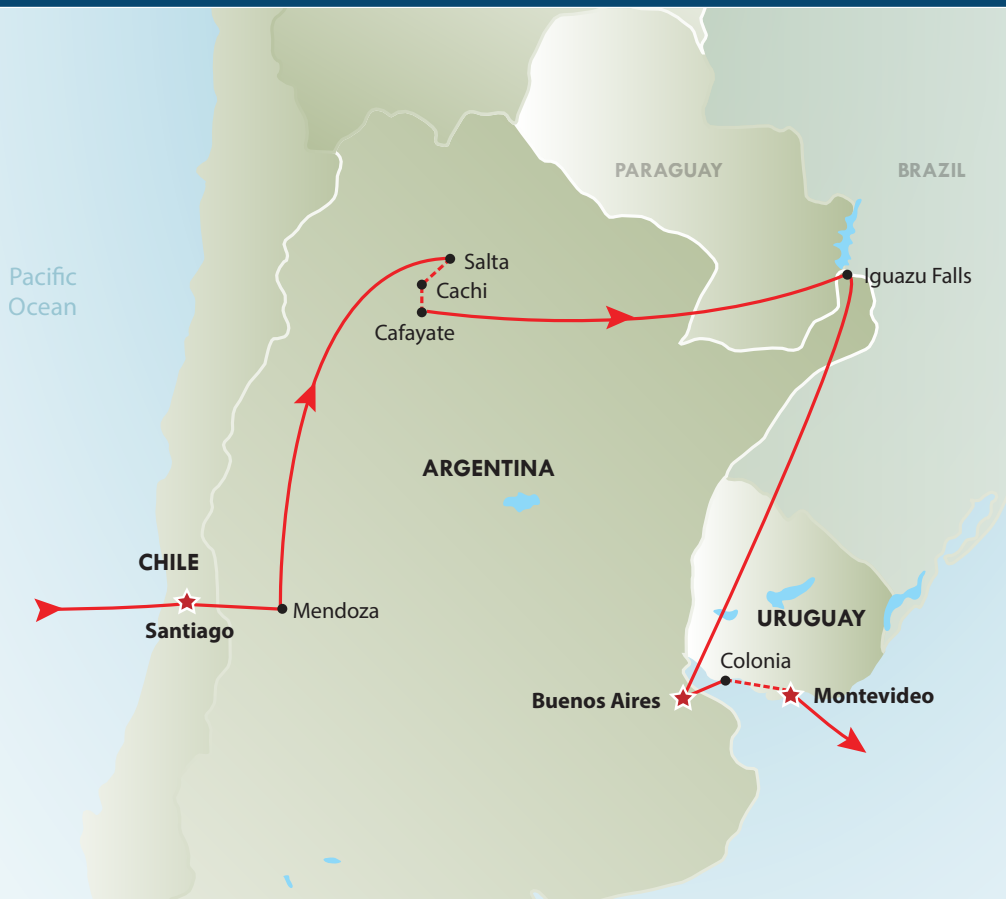 PARAGUAY
BRAZIL
Salta
Pacific
Ocean
Iguazu Falls
Cachi
Cafayate
ARGENTINA
CHILE
Mendoza
Santiago
URUGUAY
Colonia
Buenos Aires
Montevideo